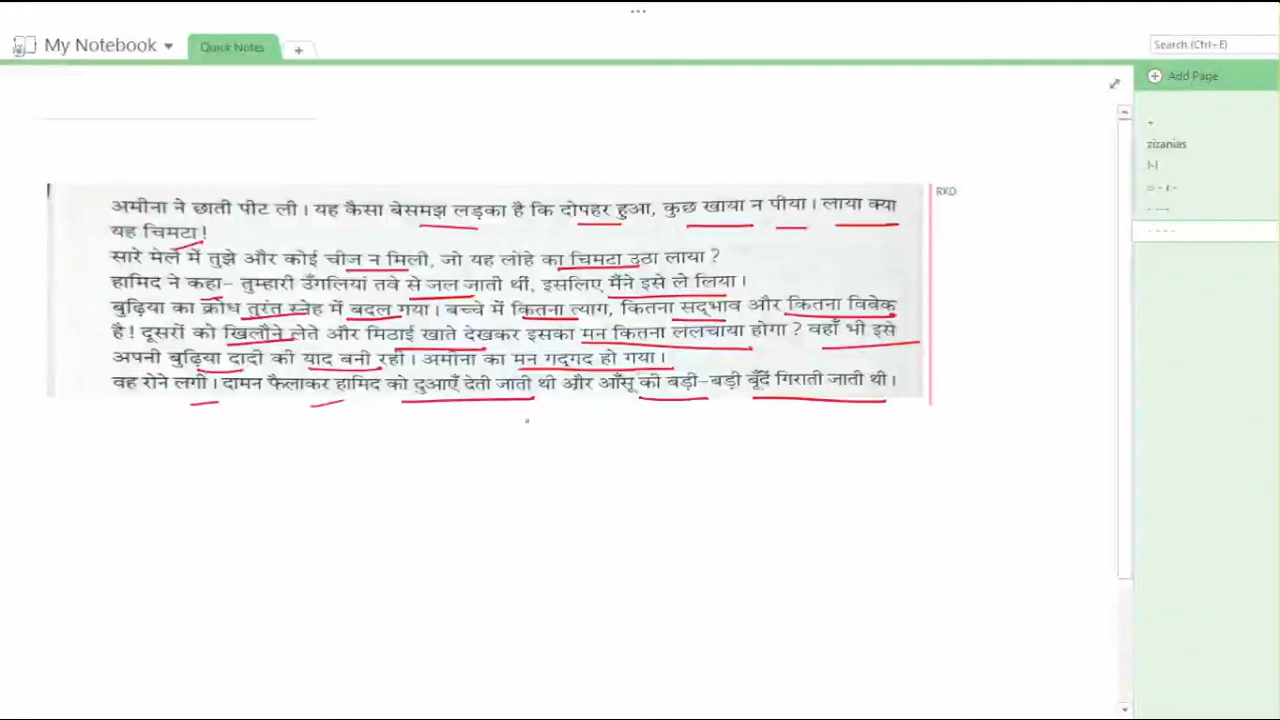 My Notebook
Quick Notes
+
Search (Ctrl+E)
Add Page
zizanias
RKD
अमीना ने छाती पीट ली। यह कैसा बेसमझ लड़का है कि दोपहर हुआ, कुछ खाया न पीया। लाया क्या
यह चिमटा!
सारे मेले में तुझे और कोई चीज न मिली, जो यह लोहे का चिमटा उठा लाया?
हामिद ने कहा- तुम्हारी उँगलियां तवे से जल जाती थीं, इसलिए मैंने इसे ले लिया।
बुढ़िया का क्रोध तुरंत स्नेह में बदल गया। बच्चे में कितना त्याग, कितना सद्भाव और कितना विवेक
है! दूसरों को खिलौने लेते और मिठाई खाते देखकर इसका मन कितना ललचाया होगा? वहाँ भी इसे
अपनी बुढ़िया दादी की याद बनी रही। अमीना का मन गद्गद हो गया।
वह रोने लगी। दामन फैलाकर हामिद को दुआएँ देती जाती थी और आँसू की बड़ी-बड़ी बूँदें गिराती जाती थी।